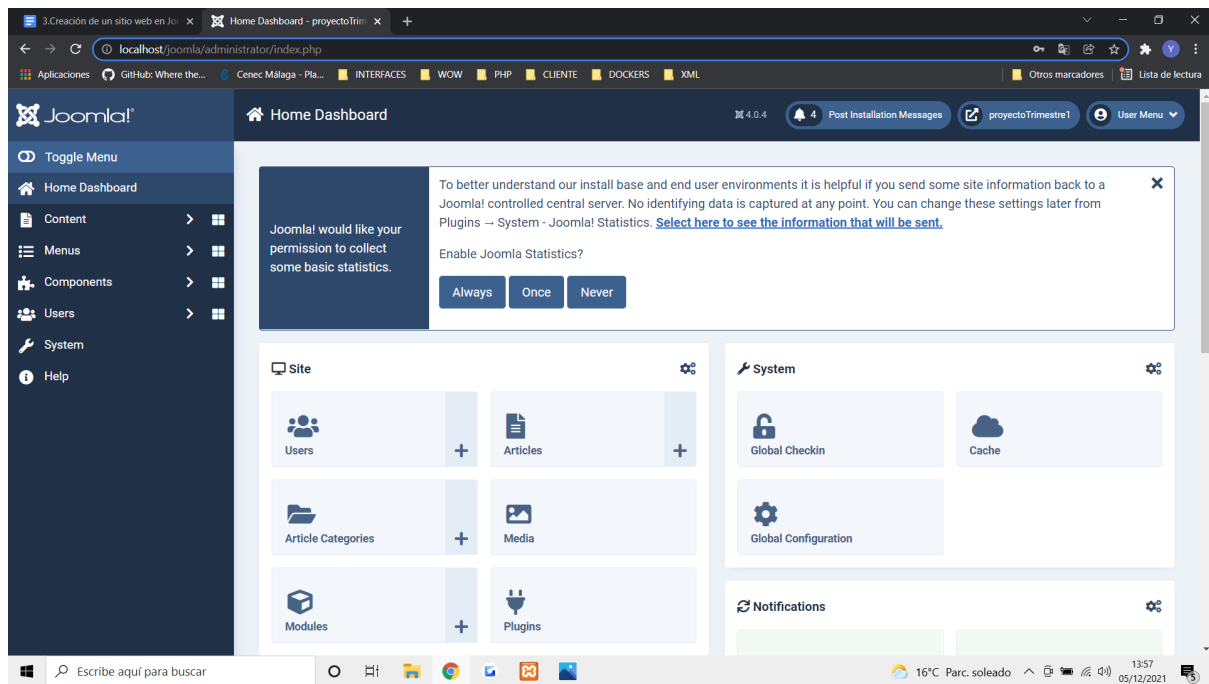 3.Creación de un sitio web en Jo
Home Dashboard - proyectoTrim
localhost/joomla/administrator/index.php
Y
Aplicaciones
GitHub: Where the...
Cenec Málaga - Pla...
INTERFACES
WOW
PHP
CLIENTE
DOCKERS
XML
Otros marcadores
Lista de lectura
Joomla!®
Home Dashboard
4.0.4
4 Post Installation Messages
proyectoTrimestre1
User Menu
Toggle Menu
Home Dashboard
Content
Menus
Components
Users
System
Help
Joomla! would like your
permission to collect
some basic statistics.
To better understand our install base and end user environments it is helpful if you send some site information back to a
Joomla! controlled central server. No identifying data is captured at any point. You can change these settings later from
Plugins → System - Joomla! Statistics. Select here to see the information that will be sent.
Enable Joomla Statistics?
Always
Once
Never
Site
Users
Articles
Article Categories
Media
Modules
Plugins
System
Global Checkin
Cache
Global Configuration
Notifications
Escribe aquí para buscar
16°C Parc. soleado
13:57
05/12/2021
5